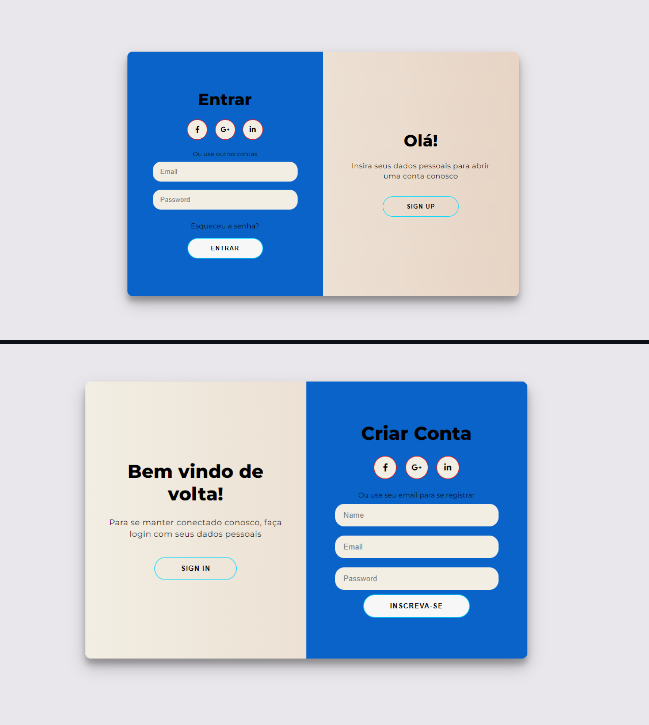 Entrar
f G+ in
Ou use outras contas
Email
Password
Esqueceu a senha?
ENTRAR
Olá!
Insira seus dados pessoais para abrir
uma conta conosco
SIGN UP
Bem vindo de
volta!
Para se manter conectado conosco, faça
login com seus dados pessoais
SIGN IN
Criar Conta
f G+ in
Ou use seu email para se registrar
Name
Email
Password
INSCREVA-SE